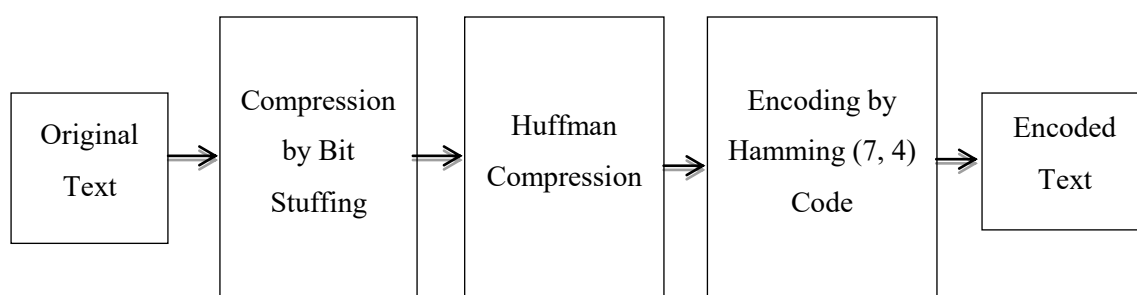 Original
Text
Compression
by Bit
Stuffing
Huffman
Compression
Encoding by
Hamming (7, 4)
Code
Encoded
Text